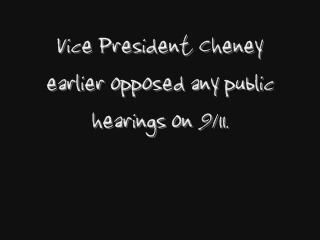 Vice President Cheney
earlier opposed any public
hearings on 9/11.